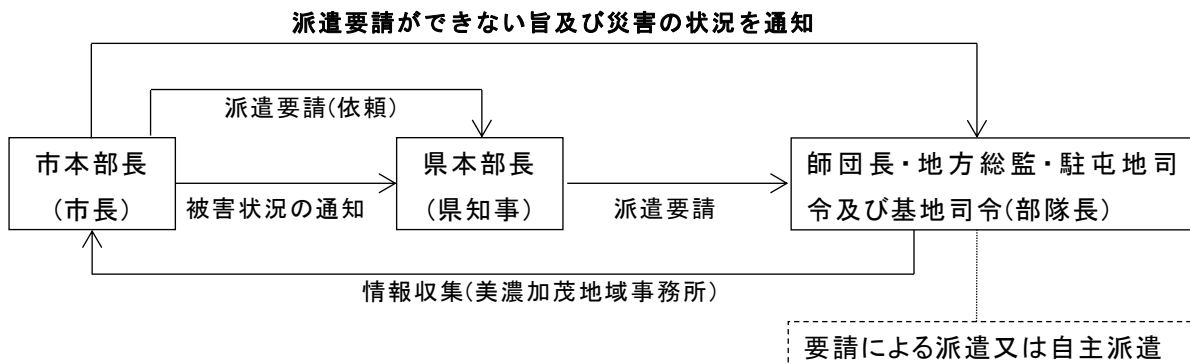 派遣要請ができない旨及び災害の状況を通知
派遣要請(依頼)
市本部長
(市長)
被害状況の通知
県本部長
(県知事)
派遣要請
師団長・地方総監・駐屯地司
令及び基地司令(部隊長)
情報収集(美濃加茂地域事務所)
要請による派遣又は自主派遣